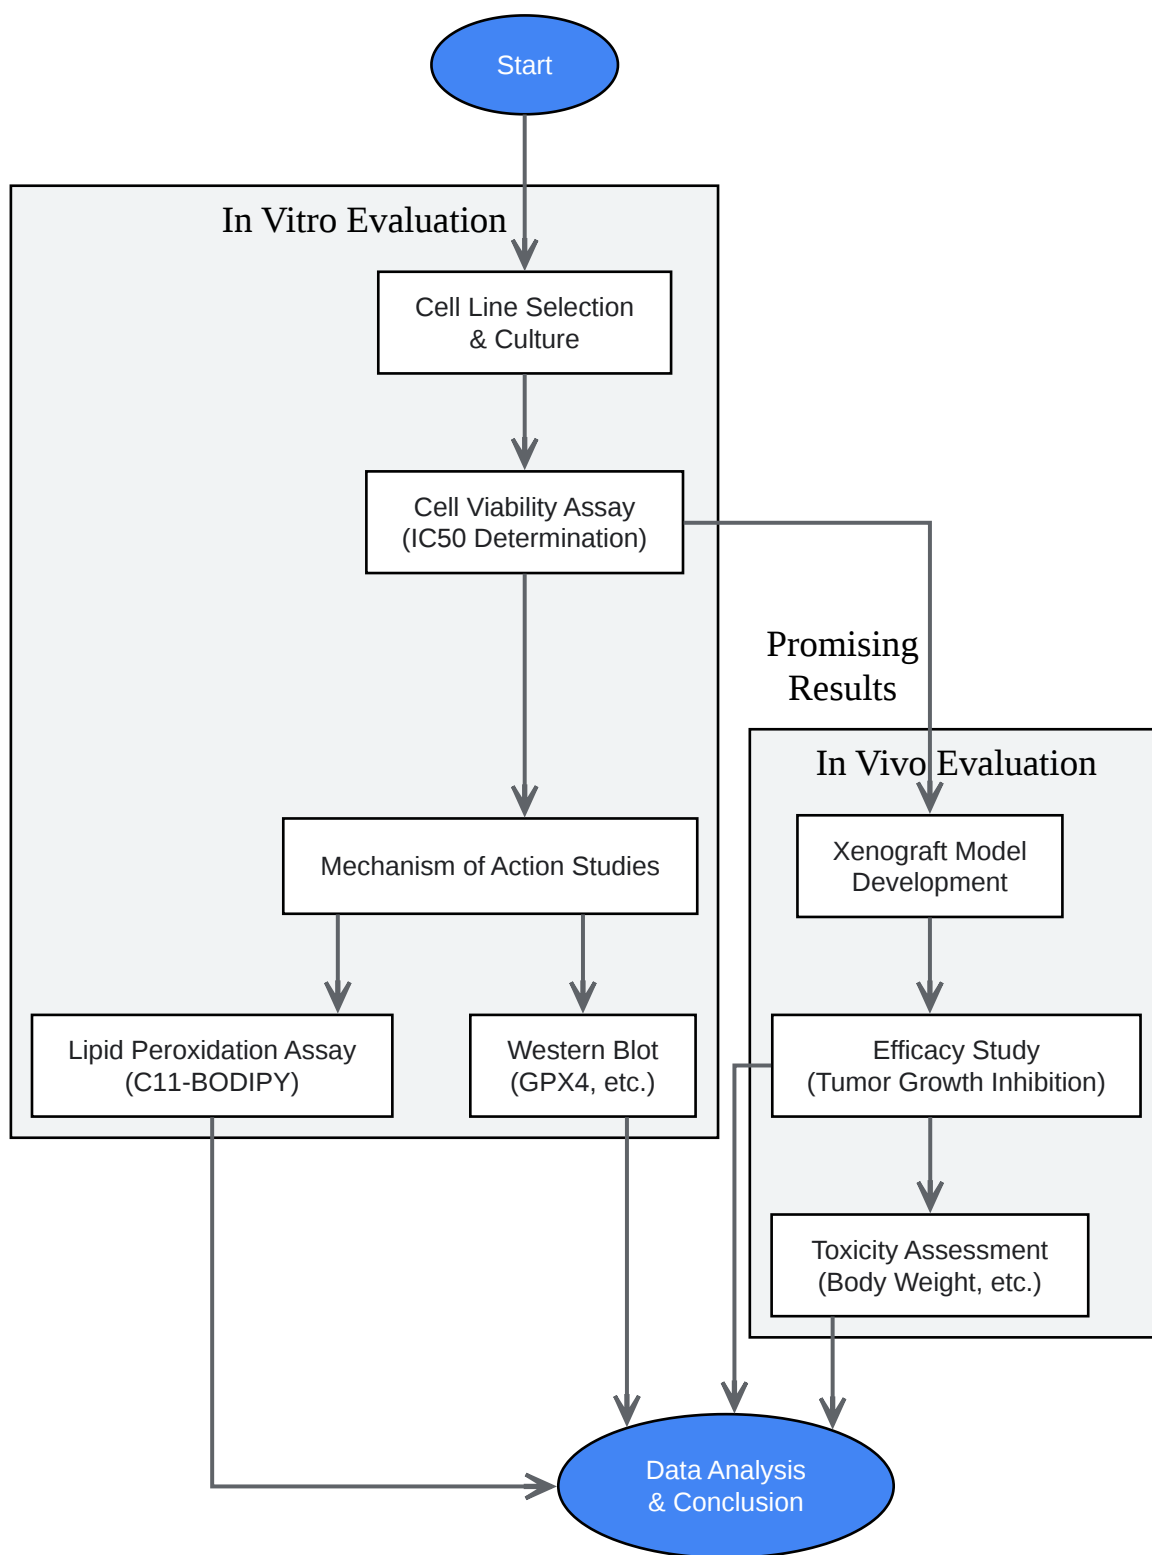 Start
In Vitro Evaluation
Cell Line Selection
& Culture
Cell Viability Assay
(IC50 Determination)
Promising
Results
In Vivo Evaluation
Mechanism of Action Studies
Xenograft Model
Development
Lipid Peroxidation Assay
(C11-BODIPY)
Western Blot
(GPX4, etc.)
Efficacy Study
(Tumor Growth Inhibition)
Toxicity Assessment
(Body Weight, etc.)
Data Analysis
& Conclusion